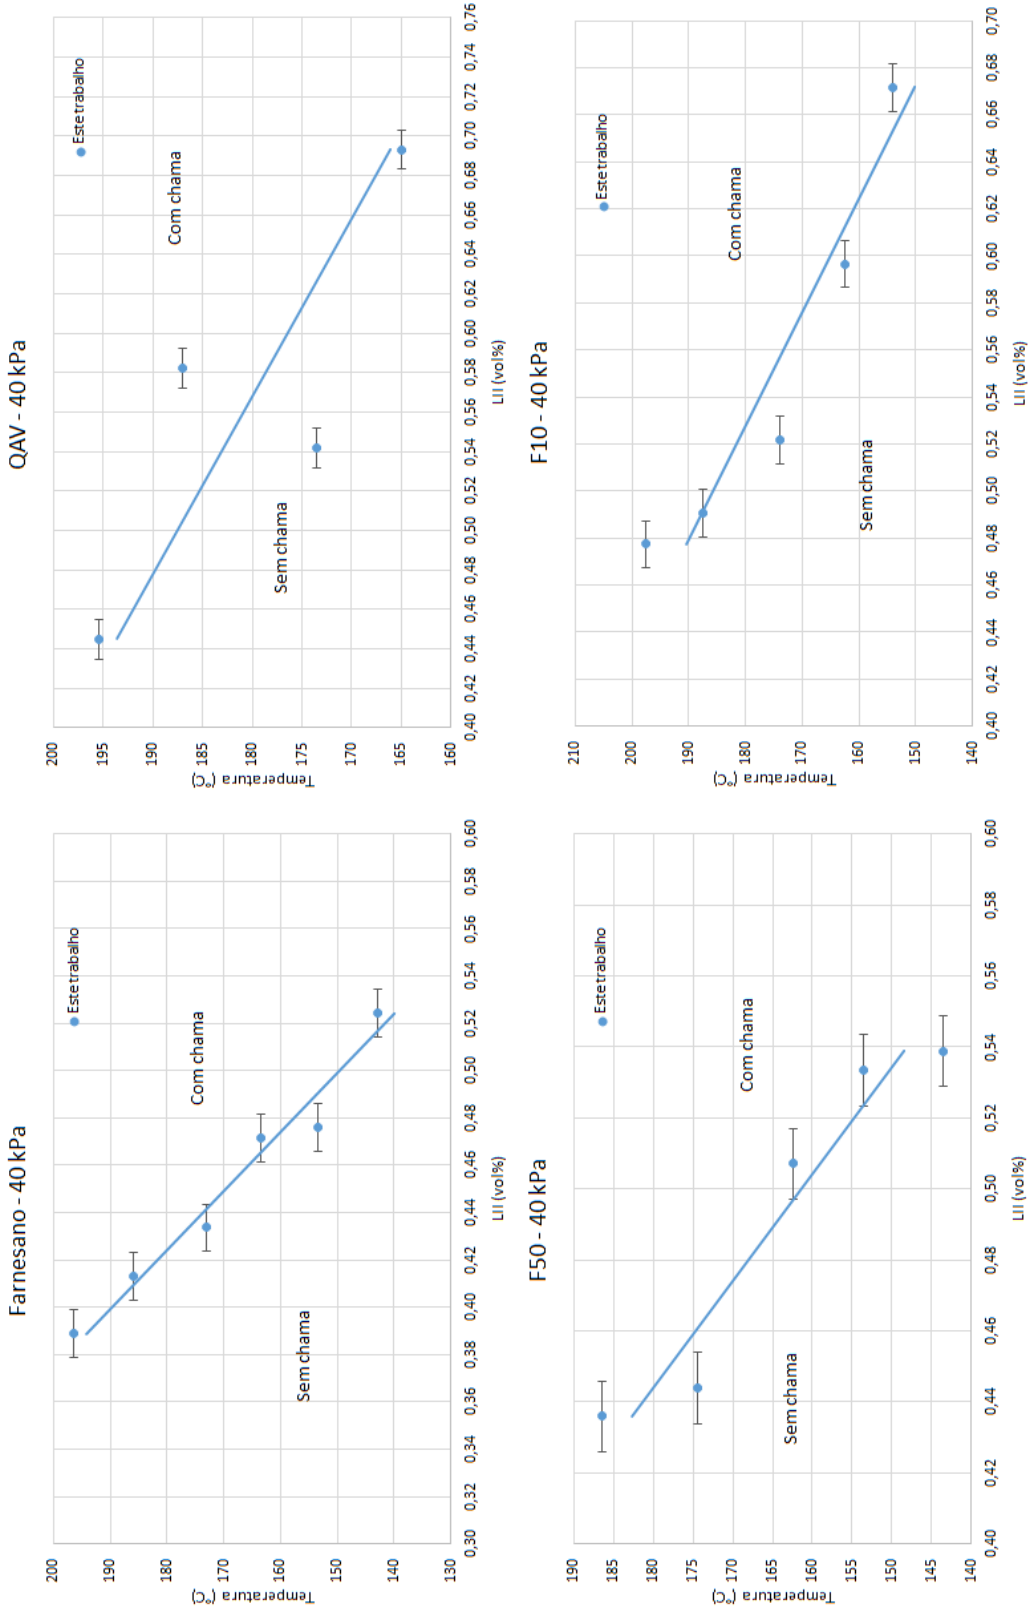 Farnesano - 40 kPa
200
190
180
170
160
150
140
130
Temperatura (°C)
Este trabalho
Com chama
Sem chama
0,30 0,32 0,34 0,36 0,38 0,40 0,42 0,44 0,46 0,48 0,50 0,52 0,54 0,56 0,58 0,60
LII (vol%)
QAV - 40 kPa
200
195
190
185
180
175
170
165
160
Temperatura (°C)
Este trabalho
Com chama
Sem chama
0,40 0,42 0,44 0,46 0,48 0,50 0,52 0,54 0,56 0,58 0,60 0,62 0,64 0,66 0,68 0,70 0,72 0,74 0,76
LII (vol%)
F50 - 40 kPa
190
185
180
175
170
165
160
155
150
145
140
Temperatura (°C)
Este trabalho
Com chama
Sem chama
0,40 0,42 0,44 0,46 0,48 0,50 0,52 0,54 0,56 0,58 0,60
LII (vol%)
F10 - 40 kPa
210
200
190
180
170
160
150
140
Temperatura (°C)
Este trabalho
Com chama
Sem chama
0,40 0,42 0,44 0,46 0,48 0,50 0,52 0,54 0,56 0,58 0,60 0,62 0,64 0,66 0,68 0,70
LII (vol%)